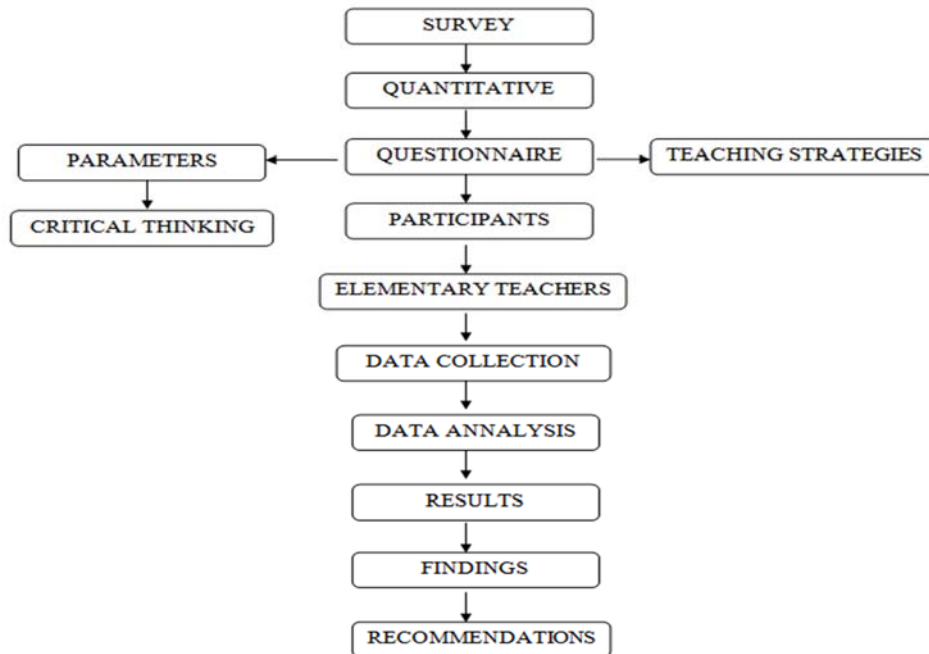 SURVEY
QUANTITATIVE
PARAMETERS
QUESTIONNAIRE
TEACHING STRATEGIES
CRITICAL THINKING
PARTICIPANTS
ELEMENTARY TEACHERS
DATA COLLECTION
DATA ANNALYSIS
RESULTS
FINDINGS
RECOMMENDATIONS